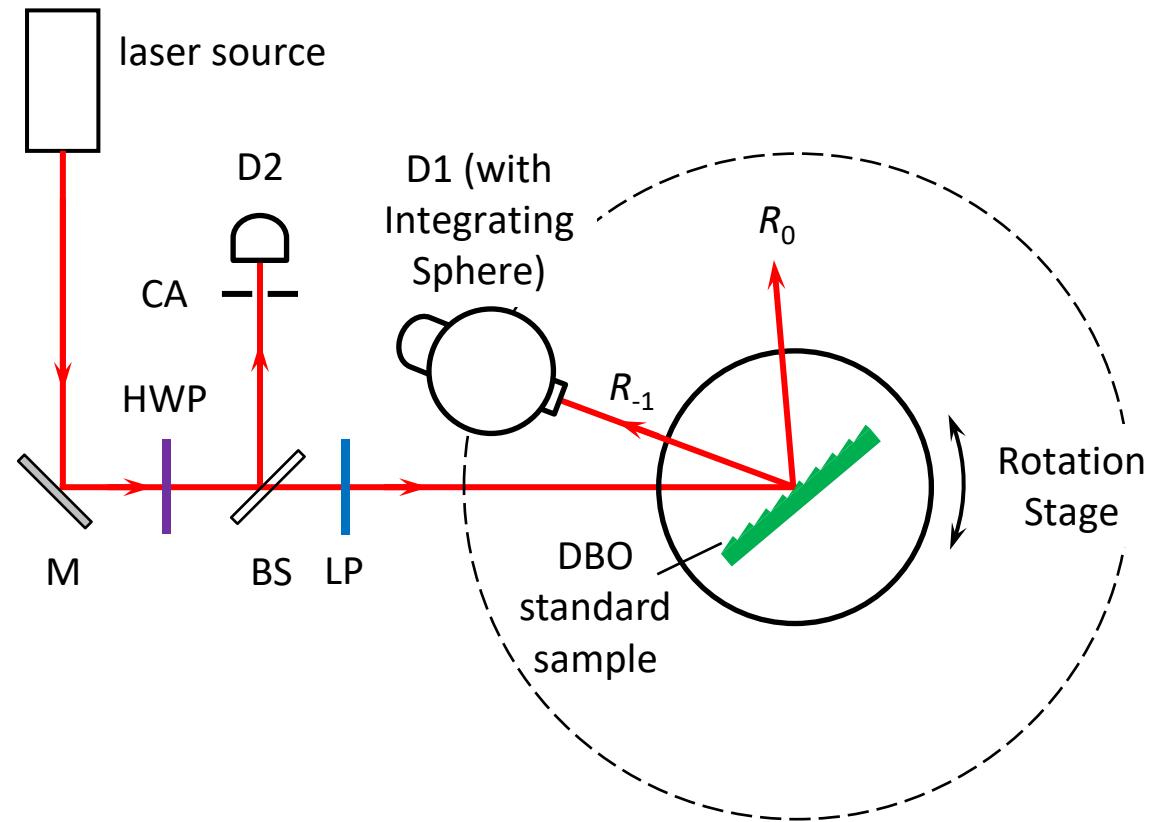 laser source
D2
D1 (with
Integrating
Sphere)
R0
CA
HWP
R-1
Rotation
Stage
M
BS
LP
DBO
standard
sample